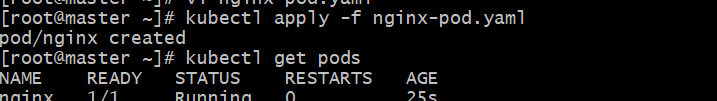 [root@master ~]# vi nginx-pod.yaml
[root@master ~]# kubectl apply -f nginx-pod.yaml
pod/nginx created
[root@master ~]# kubectl get pods
NAME    READY   STATUS    RESTARTS   AGE
nginx   1/1     Running   0          25s